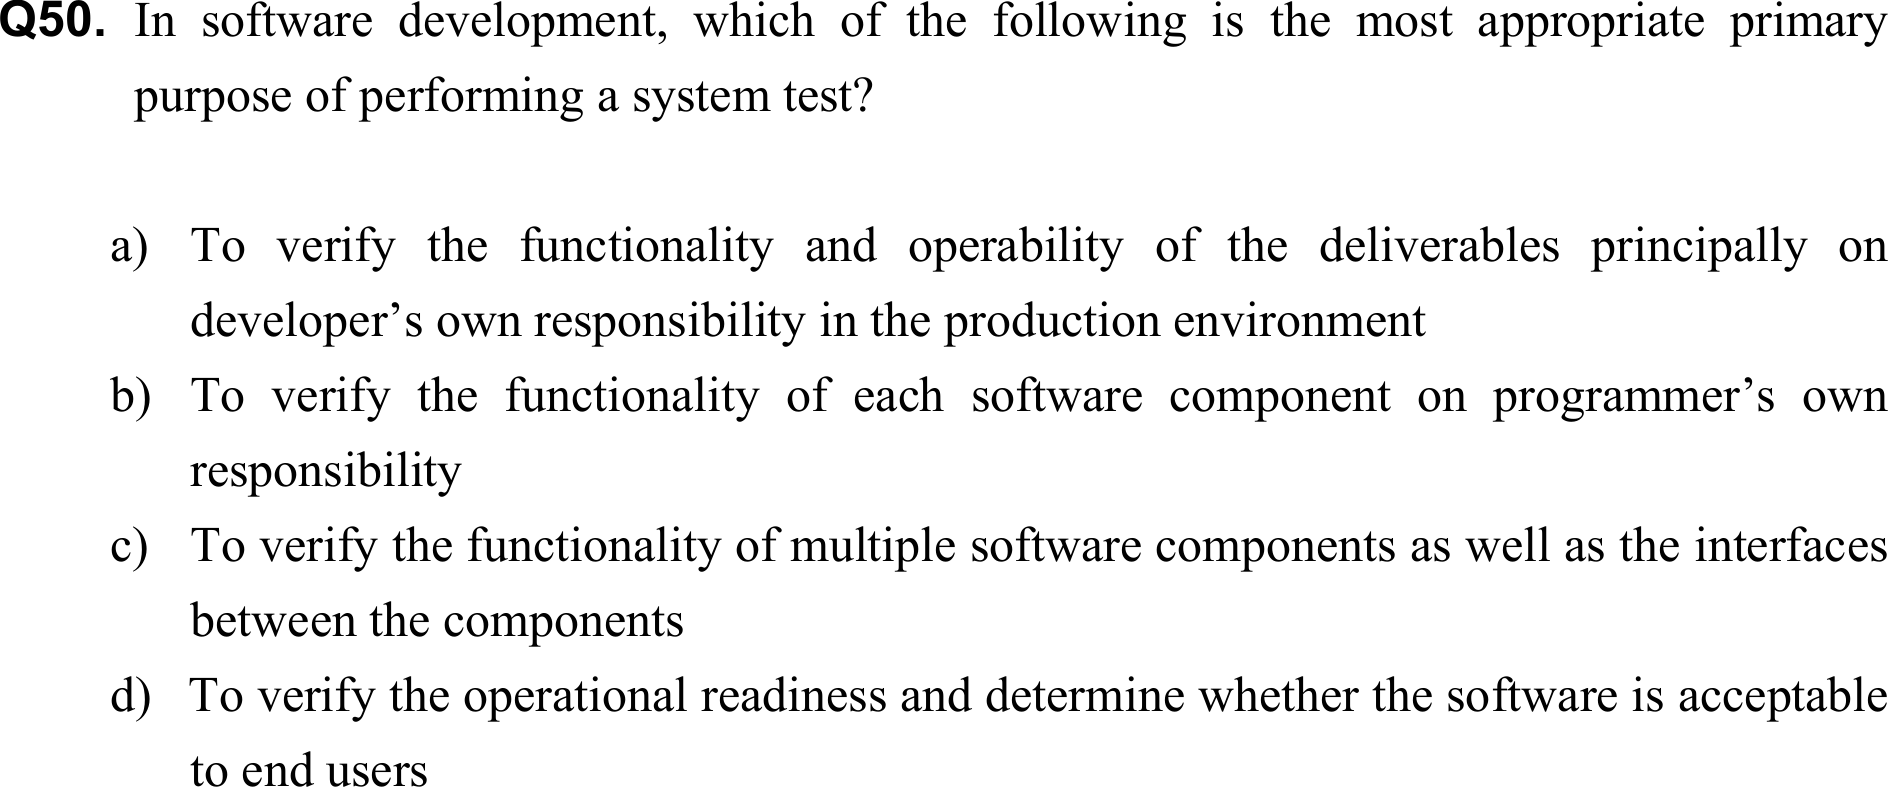 Q50. In software development, which of the following is the most appropriate primary
purpose of performing a system test?
a) To verify the functionality and operability of the deliverables principally on
developer’s own responsibility in the production environment
b) To verify the functionality of each software component on programmer’s own
responsibility
c) To verify the functionality of multiple software components as well as the interfaces
between the components
d) To verify the operational readiness and determine whether the software is acceptable
to end users